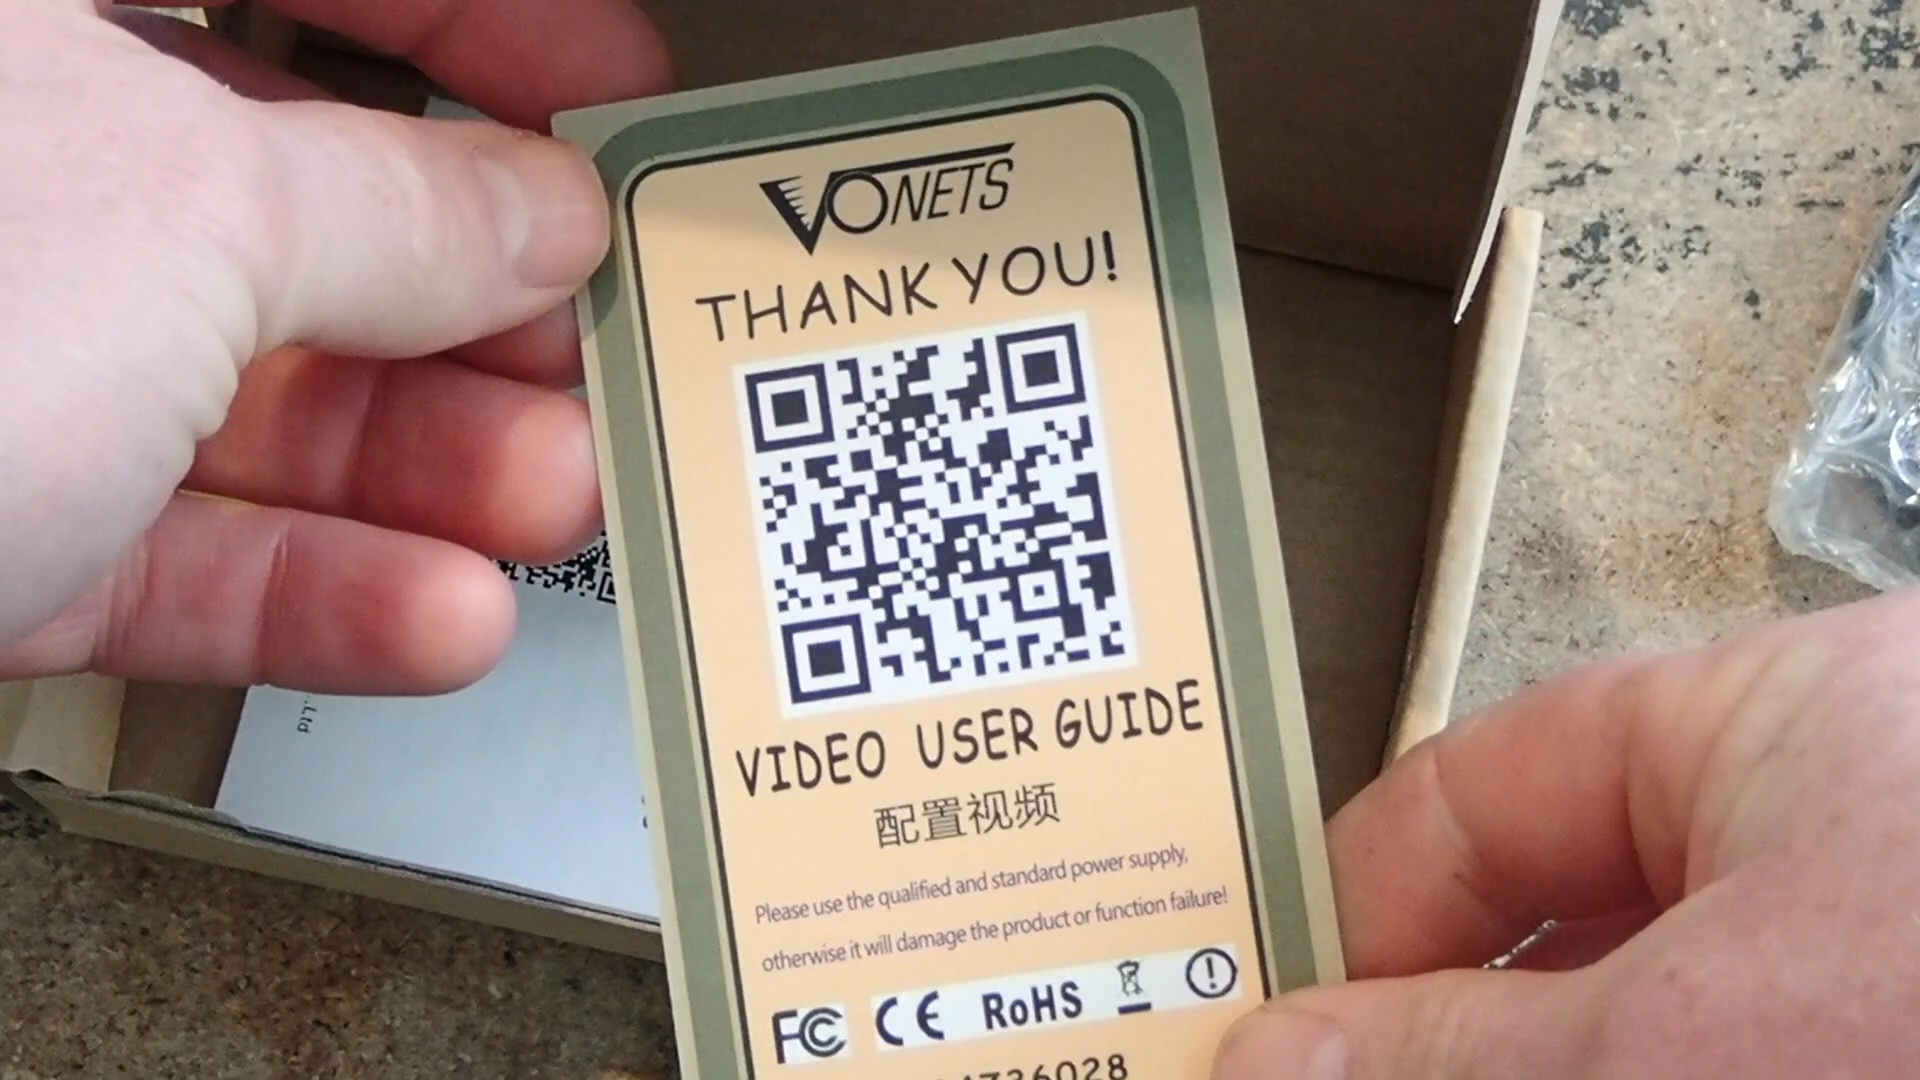 VONETS
THANK YOU!
VIDEO USER GUIDE
配置视频
Please use the qualified and standard power supply,
otherwise it will damage the product or function failure!
FC CE RoHS
.Ltd